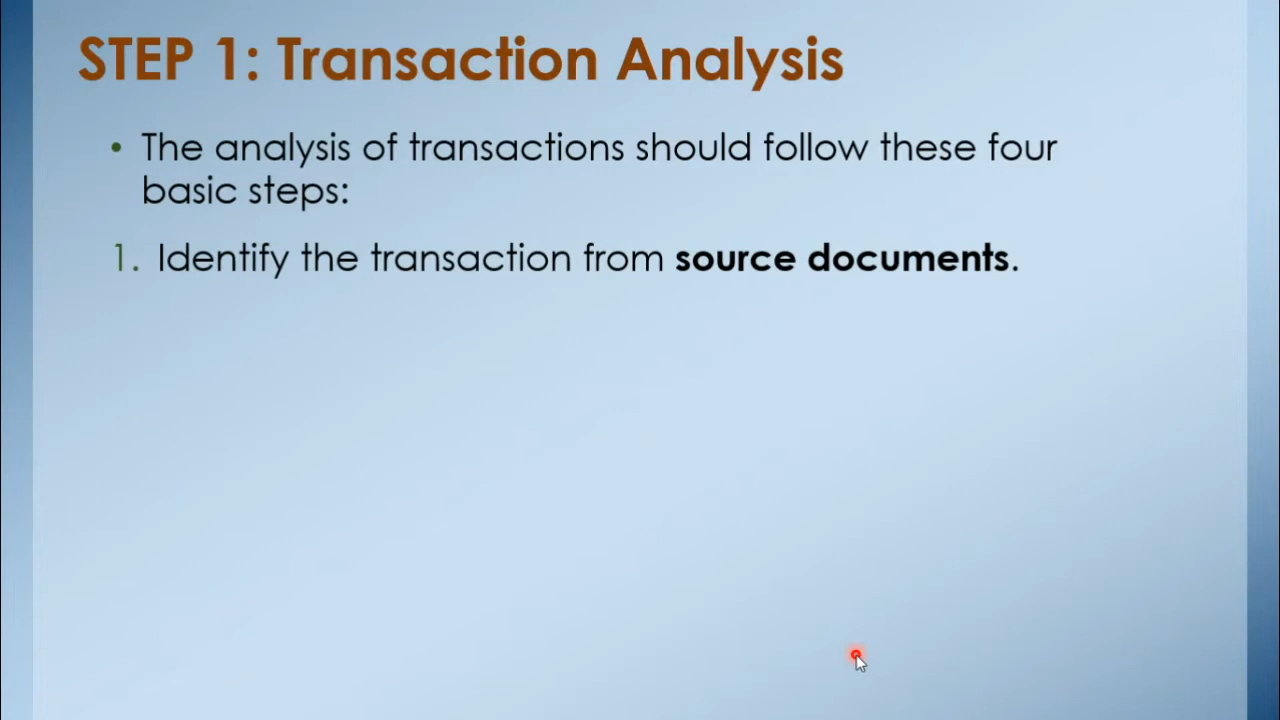 STEP 1: Transaction Analysis
• The analysis of transactions should follow these four
basic steps:
1. Identify the transaction from source documents.